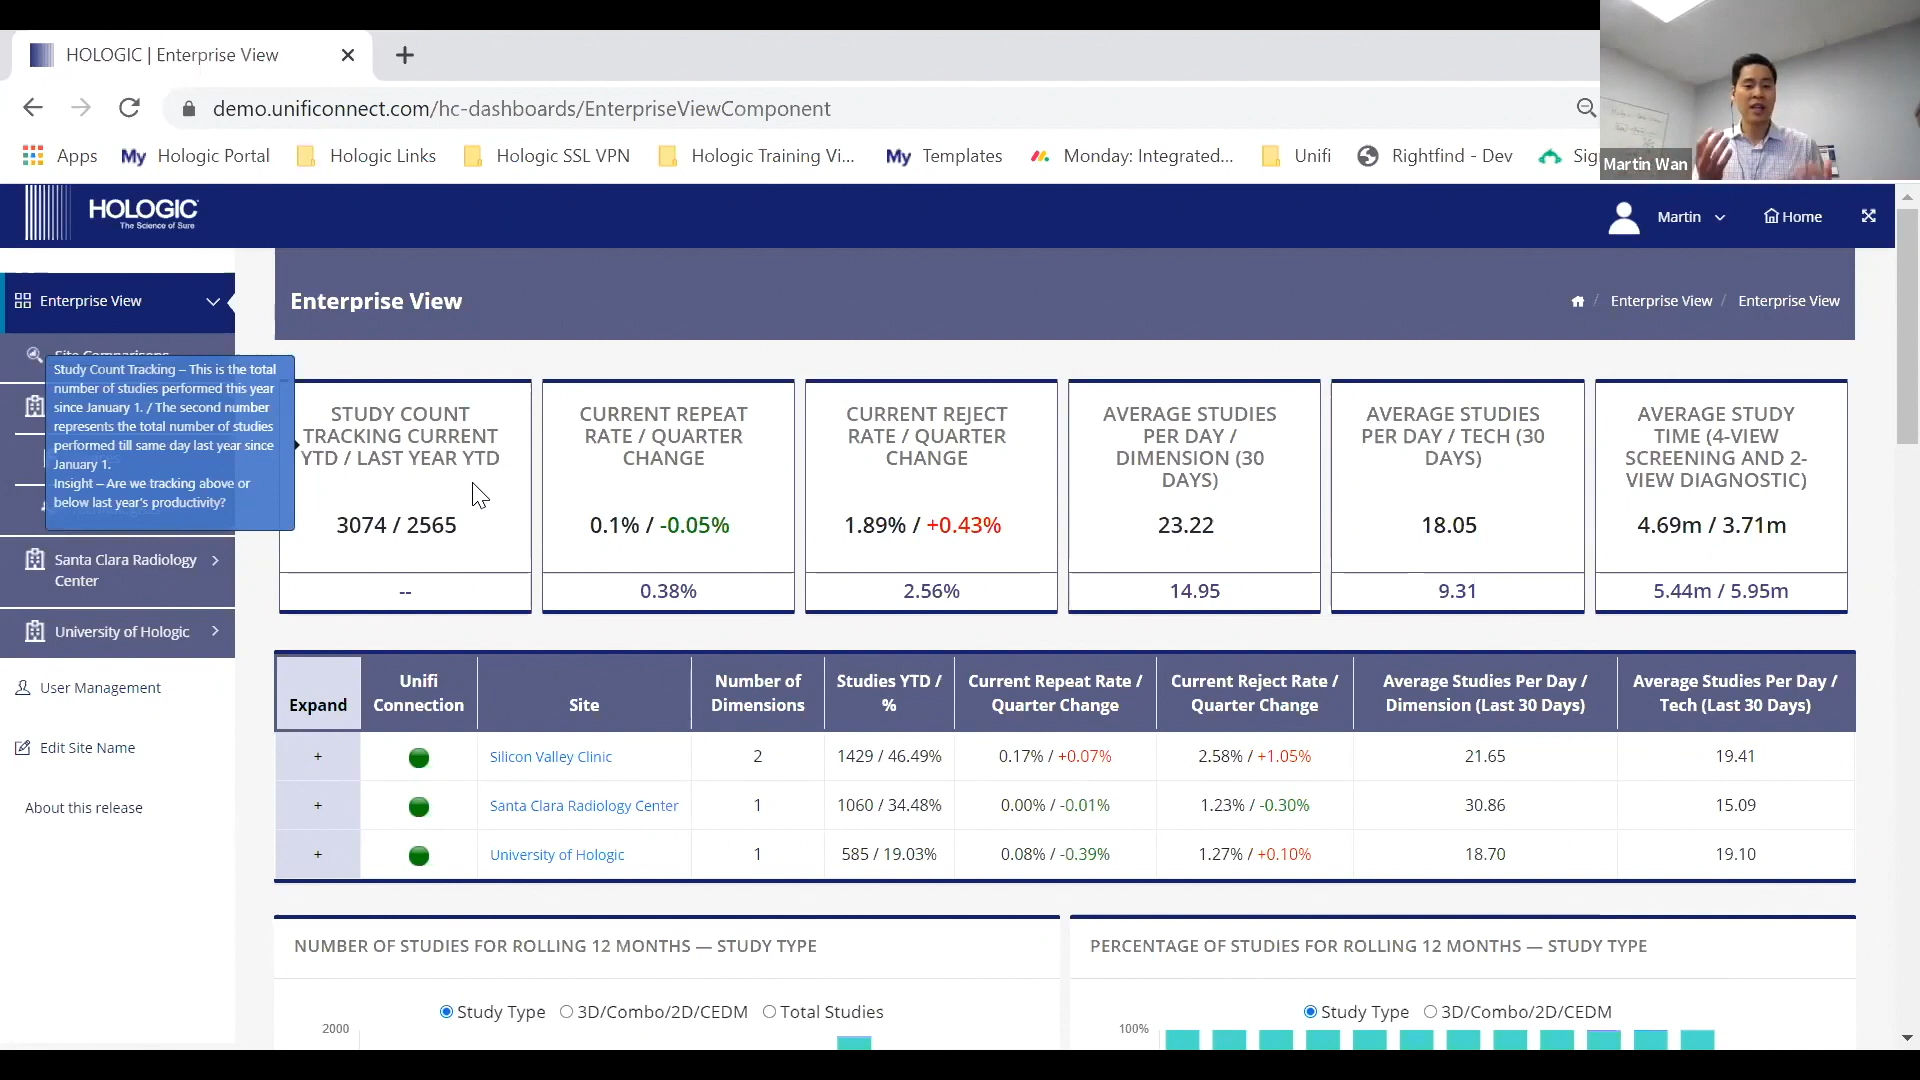 HOLOGIC | Enterprise View
demo.unificonnect.com/hc-dashboards/EnterpriseViewComponent
Apps My Hologic Portal Hologic Links Hologic SSL VPN Hologic Training Vi... My Templates Monday: Integrated... Unifi Rightfind - Dev Sig
Martin Wan
HOLOGIC
The Science of Sure
Martin Home
Enterprise View
Site Comparisons
Study Count Tracking – This is the total
number of studies performed this year
since January 1. / The second number
represents the total number of studies
performed till same day last year since
January 1.
Insight – Are we tracking above or
below last year's productivity?
Santa Clara Radiology
Center
University of Hologic
User Management
Edit Site Name
About this release
Enterprise View
/ Enterprise View / Enterprise View
STUDY COUNT
TRACKING CURRENT
YTD / LAST YEAR YTD
3074 / 2565
--
CURRENT REPEAT
RATE / QUARTER
CHANGE
0.1% / -0.05%
0.38%
CURRENT REJECT
RATE / QUARTER
CHANGE
1.89% / +0.43%
2.56%
AVERAGE STUDIES
PER DAY /
DIMENSION (30
DAYS)
23.22
14.95
AVERAGE STUDIES
PER DAY / TECH (30
DAYS)
18.05
9.31
AVERAGE STUDY
TIME (4-VIEW
SCREENING AND 2-
VIEW DIAGNOSTIC)
4.69m / 3.71m
5.44m / 5.95m
Expand
Unifi
Connection
Site
Number of
Dimensions
Studies YTD /
%
Current Repeat Rate /
Quarter Change
Current Reject Rate /
Quarter Change
Average Studies Per Day /
Dimension (Last 30 Days)
Average Studies Per Day /
Tech (Last 30 Days)
+ Silicon Valley Clinic 2 1429 / 46.49% 0.17% / +0.07% 2.58% / +1.05% 21.65 19.41
+ Santa Clara Radiology Center 1 1060 / 34.48% 0.00% / -0.01% 1.23% / -0.30% 30.86 15.09
+ University of Hologic 1 585 / 19.03% 0.08% / -0.39% 1.27% / +0.10% 18.70 19.10
NUMBER OF STUDIES FOR ROLLING 12 MONTHS — STUDY TYPE
Study Type 3D/Combo/2D/CEDM Total Studies
2000
PERCENTAGE OF STUDIES FOR ROLLING 12 MONTHS — STUDY TYPE
Study Type 3D/Combo/2D/CEDM
100%